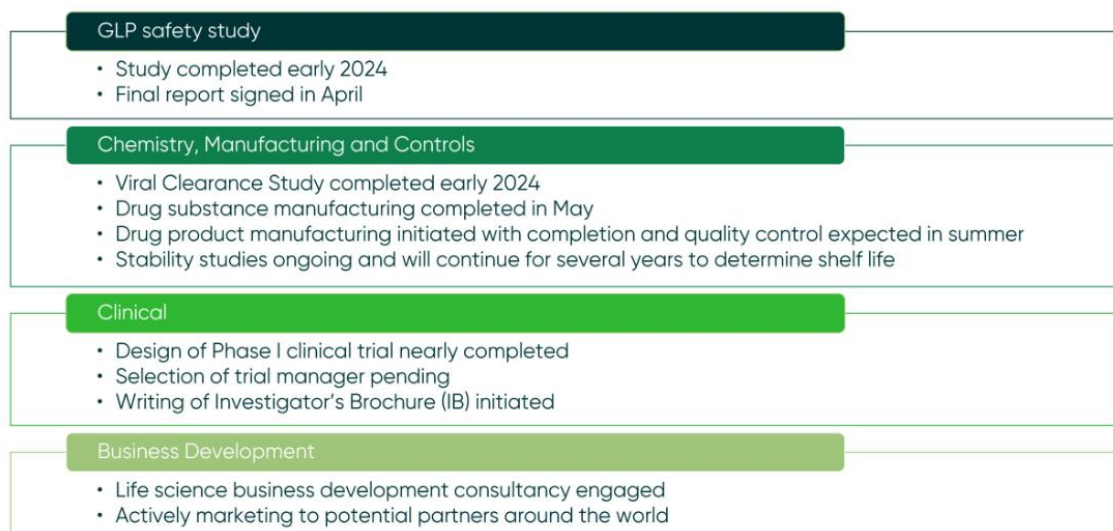 GLP safety study
• Study completed early 2024
• Final report signed in April
Chemistry, Manufacturing and Controls
• Viral Clearance Study completed early 2024
• Drug substance manufacturing completed in May
• Drug product manufacturing initiated with completion and quality control expected in summer
• Stability studies ongoing and will continue for several years to determine shelf life
Clinical
• Design of Phase I clinical trial nearly completed
• Selection of trial manager pending
• Writing of Investigator’s Brochure (IB) initiated
Business Development
• Life science business development consultancy engaged
• Actively marketing to potential partners around the world